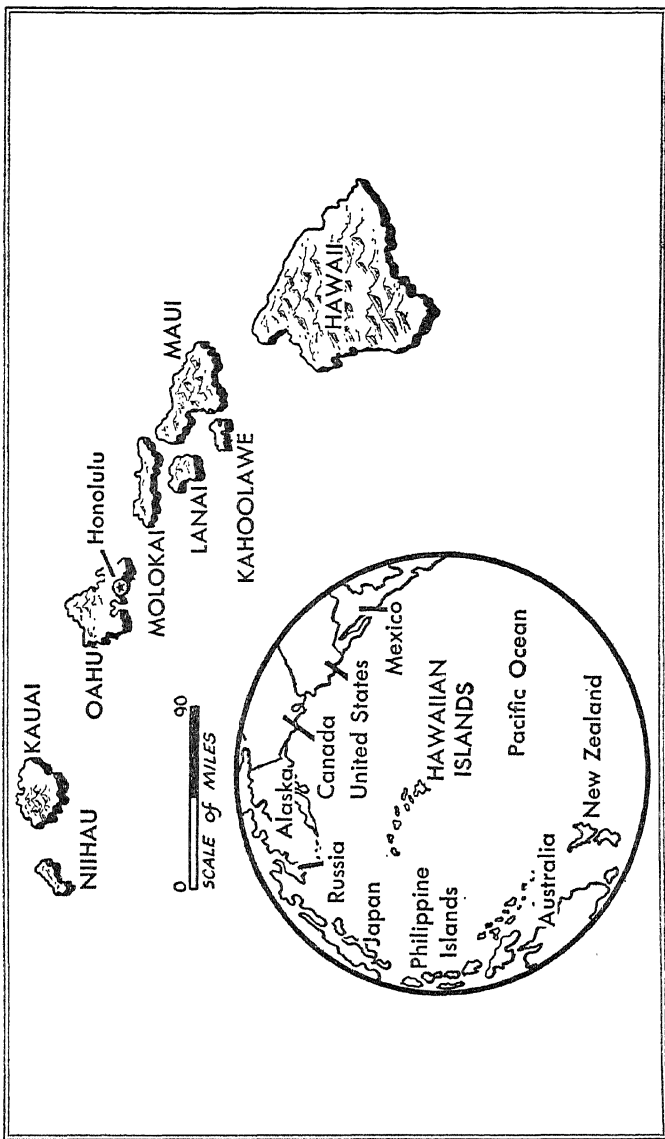 KAUAI
NIIHAU
OAHU
Honolulu
MOLOKAI
MAUI
LANAI
KAHOOLAWE
HAWAII
0 90
SCALE of MILES
Alaska
Russia
Canada
United States
Mexico
Japan
Philippine
Islands
HAWAIIAN
ISLANDS
Pacific Ocean
Australia
New Zealand